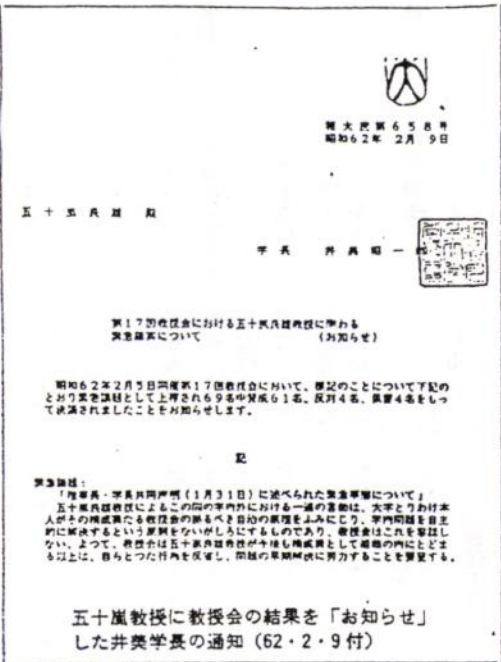 第658号
昭和62年 2月 9日
五十嵐良雄 殿
学長 井美昭一
第17回教授会における五十嵐良雄教授に関わる
緊急議案について (お知らせ)
昭和62年2月5日開催第17回教授会において、標記のことについて下記の
とおり緊急議題として上程され69名中賛成61名、反対4名、保留4名をもっ
て決議されましたことをお知らせします。
記
緊急議題:
「理事長・学長共同声明(1月31日)に述べられた緊急事態について」
五十嵐良雄教授によるこの間の学内外における一連の言動は、大学とりわけ本
人がその構成員たる教授会の拠るべき自治の原理をふみにじり、学内問題を自主
的に解決するという原則をないがしろにするものであり、教授会はこれを容認し
ない。よって、教授会は五十嵐良雄教授が今後も構成員として組織の内にとどま
る以上は、自らとった行為を反省し、問題の早期解決に努力することを要望する。
五十嵐教授に教授会の結果を「お知らせ」
した井美学長の通知(62・2・9付)